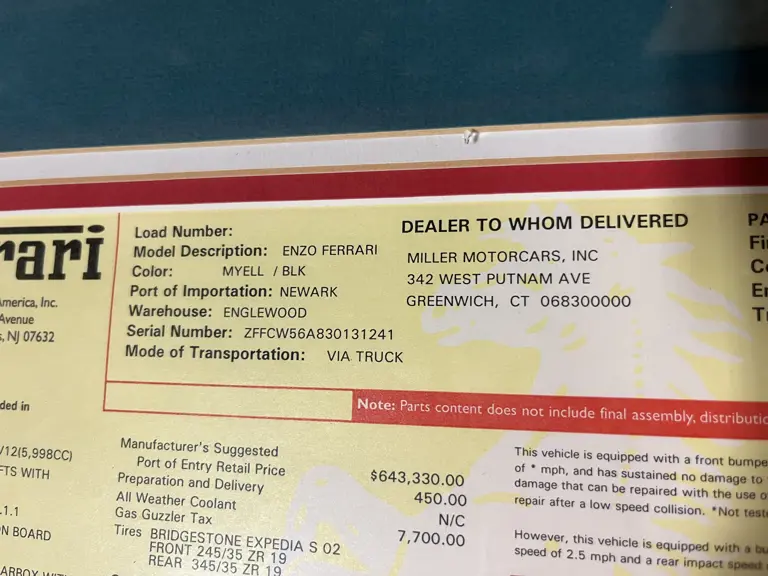 rari
America, Inc.
Avenue
, NJ 07632
Load Number:
Model Description: ENZO FERRARI
Color: MYELL / BLK
Port of Importation: NEWARK
Warehouse: ENGLEWOOD
Serial Number: ZFFCW56A830131241
Mode of Transportation: VIA TRUCK
DEALER TO WHOM DELIVERED
MILLER MOTORCARS, INC
342 WEST PUTNAM AVE
GREENWICH, CT 068300000
PA
Fi
Co
En
T
Note: Parts content does not include final assembly, distributio
ded in
/12(5,998CC)
FTS WITH
.1.1
N BOARD
ARBOX WIT
Manufacturer's Suggested
Port of Entry Retail Price $643,330.00
Preparation and Delivery 450.00
All Weather Coolant N/C
Gas Guzzler Tax 7,700.00
Tires BRIDGESTONE EXPEDIA S 02
FRONT 245/35 ZR 19
REAR 345/35 ZR 19
This vehicle is equipped with a front bumpe
of * mph, and has sustained no damage to
damage that can be repaired with the use o
repair after a low speed collision. *Not test
However, this vehicle is equipped with a bu
speed of 2.5 mph and a rear impact speed